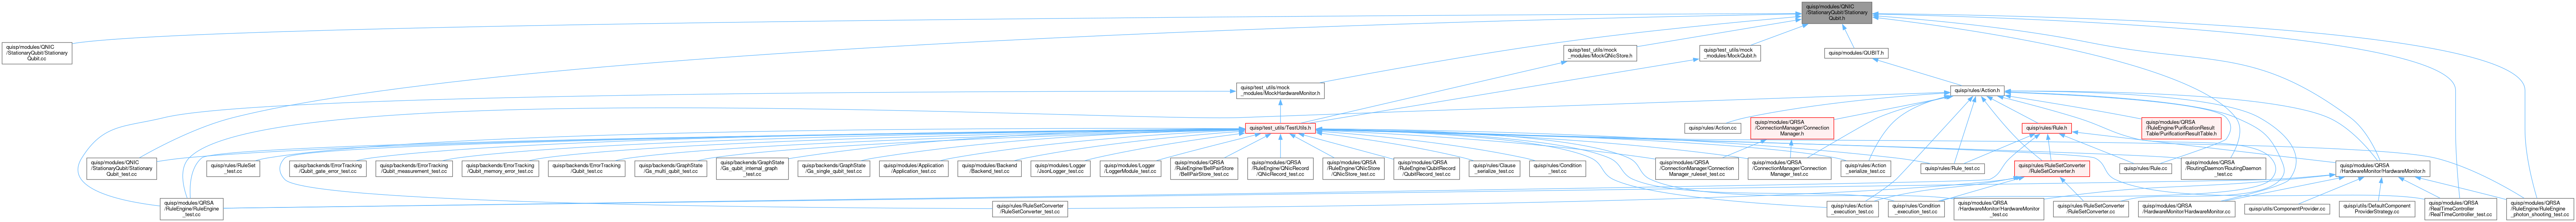 quisp/modules/QNIC
/StationaryQubit/Stationary
Qubit.h
quisp/modules/QNIC
/StationaryQubit/Stationary
Qubit.cc
quisp/test_utils/mock
_modules/MockQNicStore.h
quisp/test_utils/mock
_modules/MockQubit.h
quisp/modules/QUBIT.h
quisp/test_utils/mock
_modules/MockHardwareMonitor.h
quisp/rules/Action.h
quisp/test_utils/TestUtils.h
quisp/rules/Action.cc
quisp/modules/QRSA
/ConnectionManager/Connection
Manager.h
quisp/rules/Rule.h
quisp/modules/QRSA
/RuleEngine/PurificationResult
Table/PurificationResultTable.h
quisp/modules/QNIC
/StationaryQubit/Stationary
Qubit_test.cc
quisp/rules/RuleSet
_test.cc
quisp/backends/ErrorTracking
/Qubit_gate_error_test.cc
quisp/backends/ErrorTracking
/Qubit_measurement_test.cc
quisp/backends/ErrorTracking
/Qubit_memory_error_test.cc
quisp/backends/ErrorTracking
/Qubit_test.cc
quisp/backends/GraphState
/Gs_multi_qubit_test.cc
quisp/backends/GraphState
/Gs_qubit_internal_graph
_test.cc
quisp/backends/GraphState
/Gs_single_qubit_test.cc
quisp/modules/Application
/Application_test.cc
quisp/modules/Backend
/Backend_test.cc
quisp/modules/Logger
/JsonLogger_test.cc
quisp/modules/Logger
/LoggerModule_test.cc
quisp/modules/QRSA
/RuleEngine/BellPairStore
/BellPairStore_test.cc
quisp/modules/QRSA
/RuleEngine/QNicRecord
/QNicRecord_test.cc
quisp/modules/QRSA
/RuleEngine/QNicStore
/QNicStore_test.cc
quisp/modules/QRSA
/RuleEngine/QubitRecord
/QubitRecord_test.cc
quisp/rules/Clause
_serialize_test.cc
quisp/rules/Condition
_test.cc
quisp/modules/QRSA
/ConnectionManager/Connection
Manager_ruleset_test.cc
quisp/modules/QRSA
/ConnectionManager/Connection
Manager_test.cc
quisp/rules/Action
_serialize_test.cc
quisp/rules/Rule_test.cc
quisp/rules/RuleSetConverter
/RuleSetConverter.h
quisp/rules/Rule.cc
quisp/modules/QRSA
/RoutingDaemon/RoutingDaemon
_test.cc
quisp/modules/QRSA
/HardwareMonitor/HardwareMonitor.h
quisp/modules/QRSA
/RuleEngine/RuleEngine
_test.cc
quisp/rules/RuleSetConverter
/RuleSetConverter_test.cc
quisp/rules/Action
_execution_test.cc
quisp/rules/Condition
_execution_test.cc
quisp/modules/QRSA
/HardwareMonitor/HardwareMonitor
_test.cc
quisp/rules/RuleSetConverter
/RuleSetConverter.cc
quisp/modules/QRSA
/HardwareMonitor/HardwareMonitor.cc
quisp/utils/ComponentProvider.cc
quisp/utils/DefaultComponent
ProviderStrategy.cc
quisp/modules/QRSA
/RealTimeController
/RealTimeController_test.cc
quisp/modules/QRSA
/RuleEngine/RuleEngine
_photon_shooting_test.cc